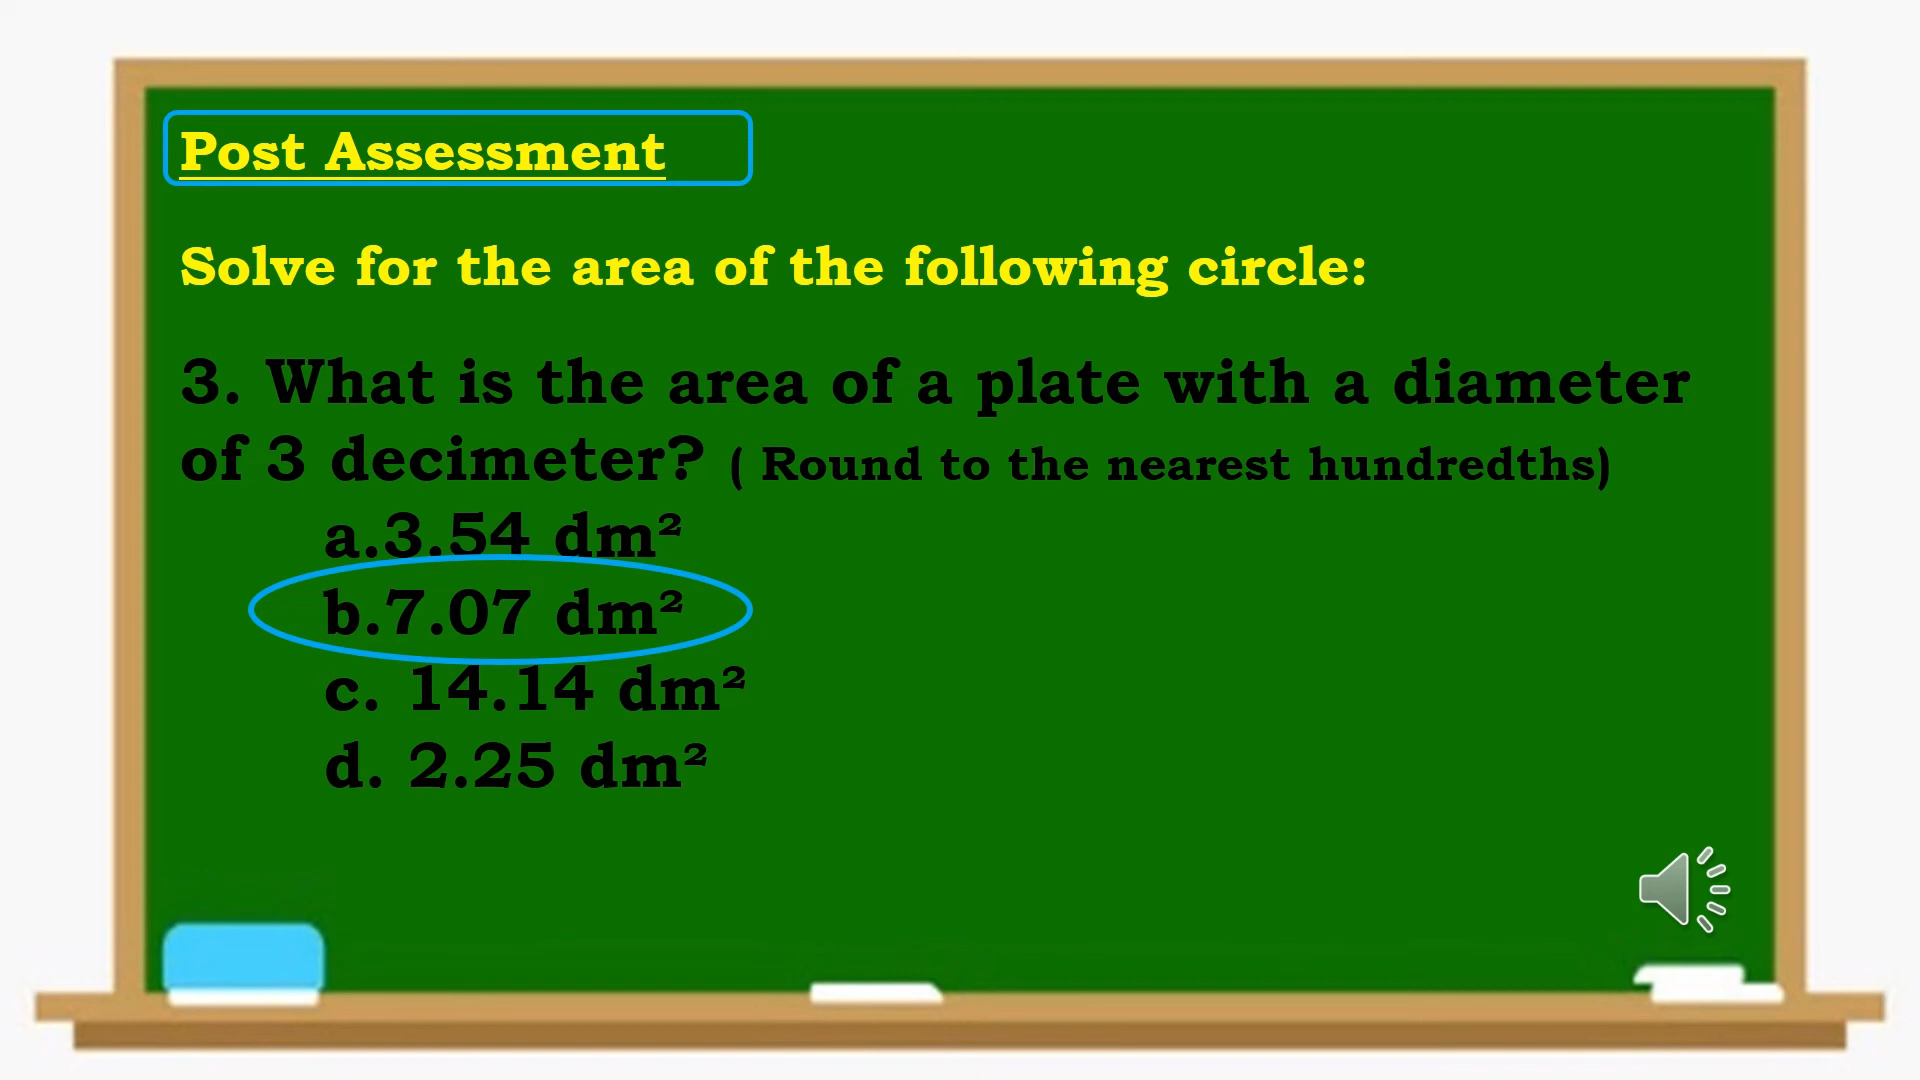 Post Assessment
Solve for the area of the following circle:
3. What is the area of a plate with a diameter
of 3 decimeter? ( Round to the nearest hundredths)
a.3.54 dm²
b.7.07 dm²
c. 14.14 dm²
d. 2.25 dm²